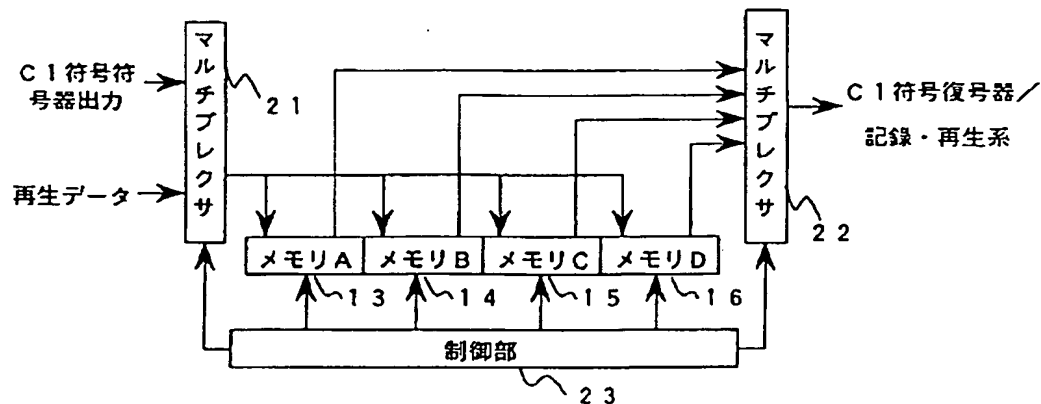 C1符号符
号器出力
再生データ
マルチプレクサ
21
マルチプレクサ
22
C1符号復号器/
記録・再生系
メモリA
メモリB
メモリC
メモリD
13
14
15
16
制御部
23